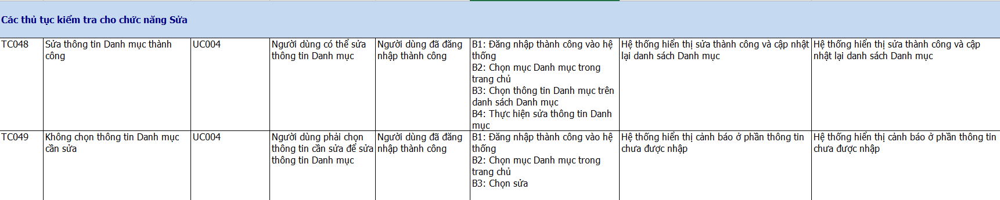 Các thủ tục kiểm tra cho chức năng Sửa
TC048
Sửa thông tin Danh mục thành
công
UC004
Người dùng có thể sửa
thông tin Danh mục
Người dùng đã đăng
nhập thành công
B1: Đăng nhập thành công vào hệ
thống
B2: Chọn mục Danh mục trong
trang chủ
B3: Chọn thông tin Danh mục trên
danh sách Danh mục
B4: Thực hiện sửa thông tin Danh
mục
Hệ thống hiển thị sửa thành công và cập nhật
lại danh sách Danh mục
Hệ thống hiển thị sửa thành công và cập
nhật lại danh sách Danh mục
TC049
Không chọn thông tin Danh mục
cần sửa
UC004
Người dùng phải chọn
thông tin cần sửa để sửa
thông tin Danh mục
Người dùng đã đăng
nhập thành công
B1: Đăng nhập thành công vào hệ
thống
B2: Chọn mục Danh mục trong
trang chủ
B3: Chọn sửa
Hệ thống hiển thị cảnh báo ở phần thông tin
chưa được nhập
Hệ thống hiển thị cảnh báo ở phần thông tin
chưa được nhập